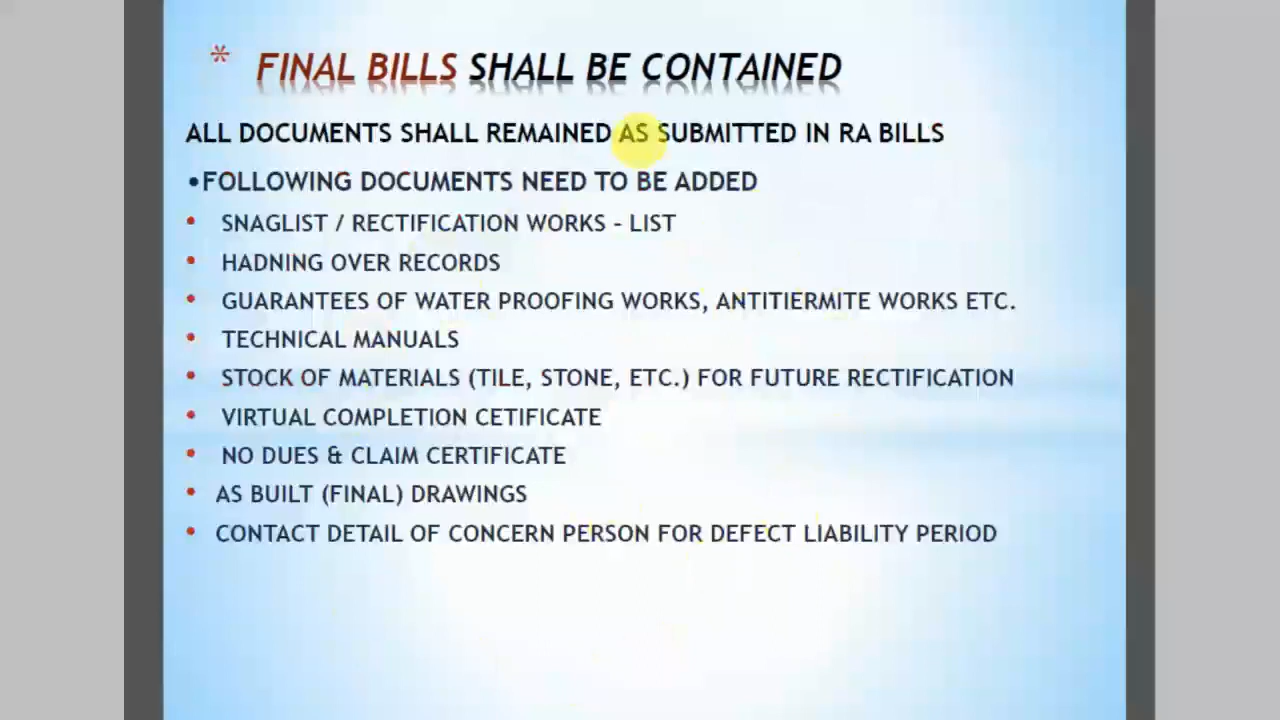 * FINAL BILLS SHALL BE CONTAINED
ALL DOCUMENTS SHALL REMAINED AS SUBMITTED IN RA BILLS
•FOLLOWING DOCUMENTS NEED TO BE ADDED
• SNAGLIST / RECTIFICATION WORKS – LIST
• HADNING OVER RECORDS
• GUARANTEES OF WATER PROOFING WORKS, ANTITIERMITE WORKS ETC.
• TECHNICAL MANUALS
• STOCK OF MATERIALS (TILE, STONE, ETC.) FOR FUTURE RECTIFICATION
• VIRTUAL COMPLETION CETIFICATE
• NO DUES & CLAIM CERTIFICATE
• AS BUILT (FINAL) DRAWINGS
• CONTACT DETAIL OF CONCERN PERSON FOR DEFECT LIABILITY PERIOD